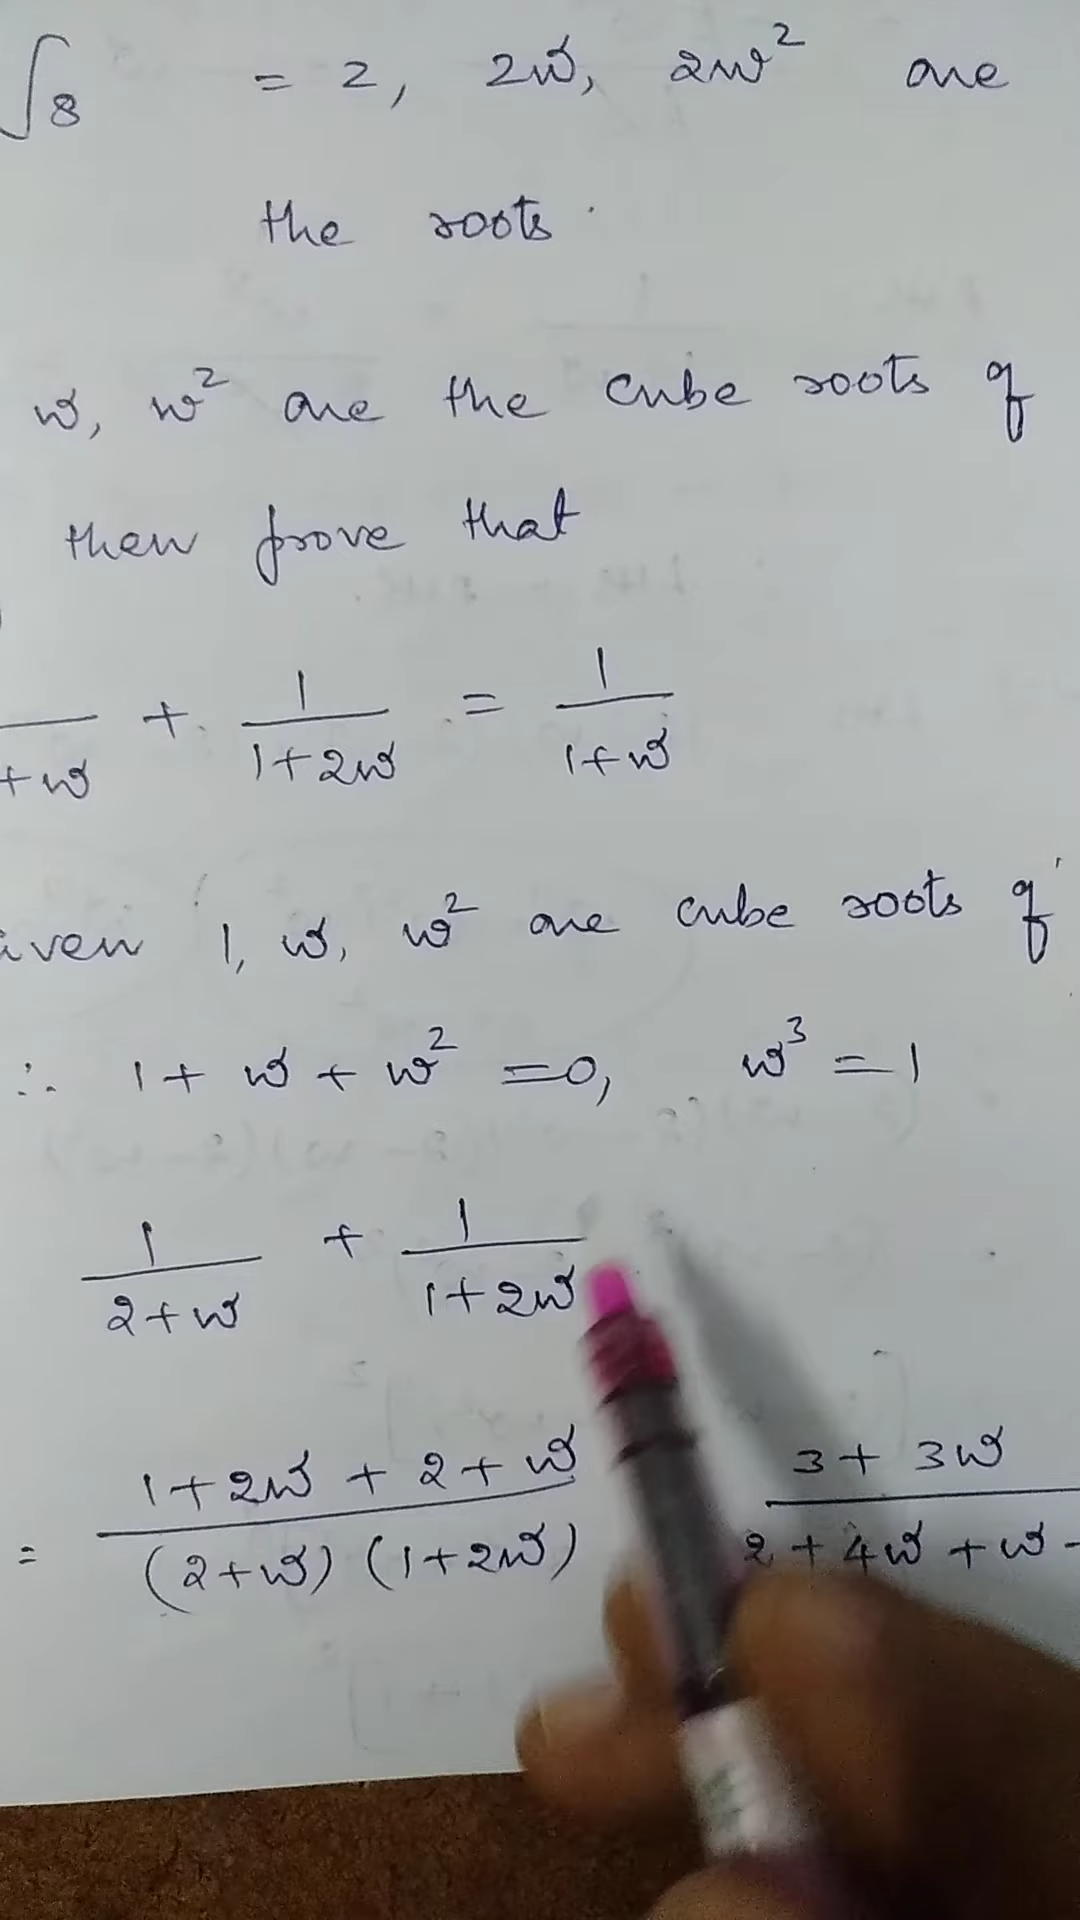 ∫8 = 2, 2ω, 2ω² are
the roots.
ω, ω² are the cube roots of
then prove that
+ω + 1/(1+2ω) = 1/(1+ω)
iven 1, ω, ω² are cube roots of
∴ 1 + ω + ω² = 0, ω³ = 1
1/(2+ω) + 1/(1+2ω)
= (1+2ω + 2+ω)/((2+ω)(1+2ω)) (3+3ω)/(2+4ω+ω